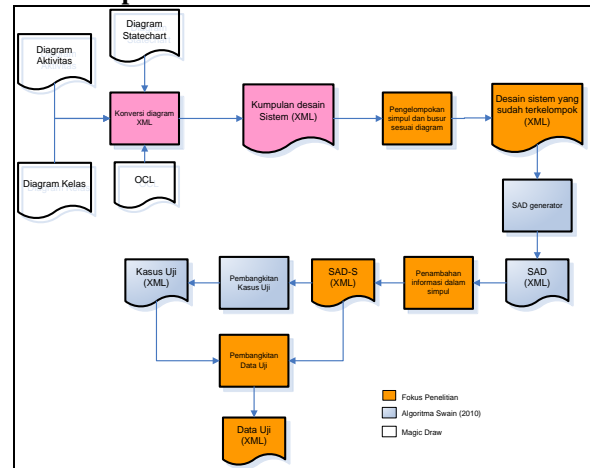 Diagram
Statechart
Diagram
Aktivitas
Konversi diagram
XML
Kumpulan desain
Sistem (XML)
Pengelompokan
simpul dan busur
sesuai diagram
Desain sistem yang
sudah terkelompok
(XML)
Diagram Kelas
OCL
SAD generator
Kasus Uji
(XML)
Pembangkitan
Kasus Uji
SAD-S
(XML)
Penambahan
informasi dalam
simpul
SAD
(XML)
Pembangkitan
Data Uji
Data Uji
(XML)
Fokus Penelitian
Algoritma Swain (2010)
Magic Draw